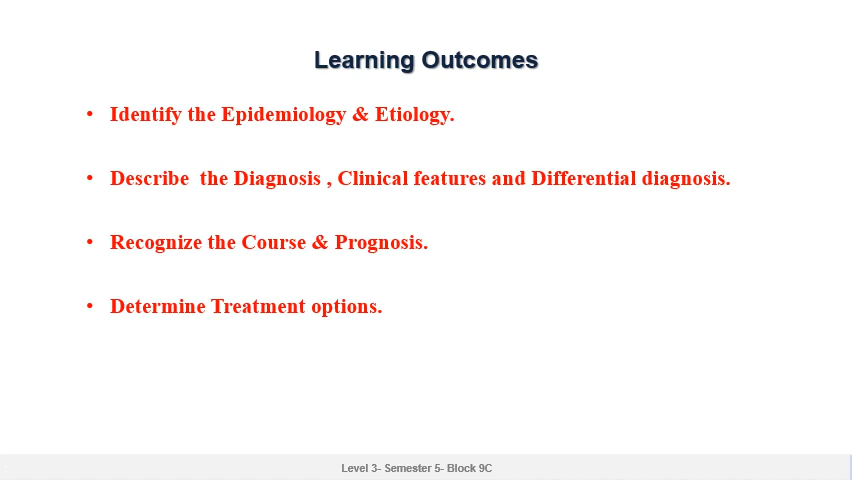 Learning Outcomes
• Identify the Epidemiology & Etiology.
• Describe  the Diagnosis , Clinical features and Differential diagnosis.
• Recognize the Course & Prognosis.
• Determine Treatment options.
Level 3- Semester 5- Block 9C